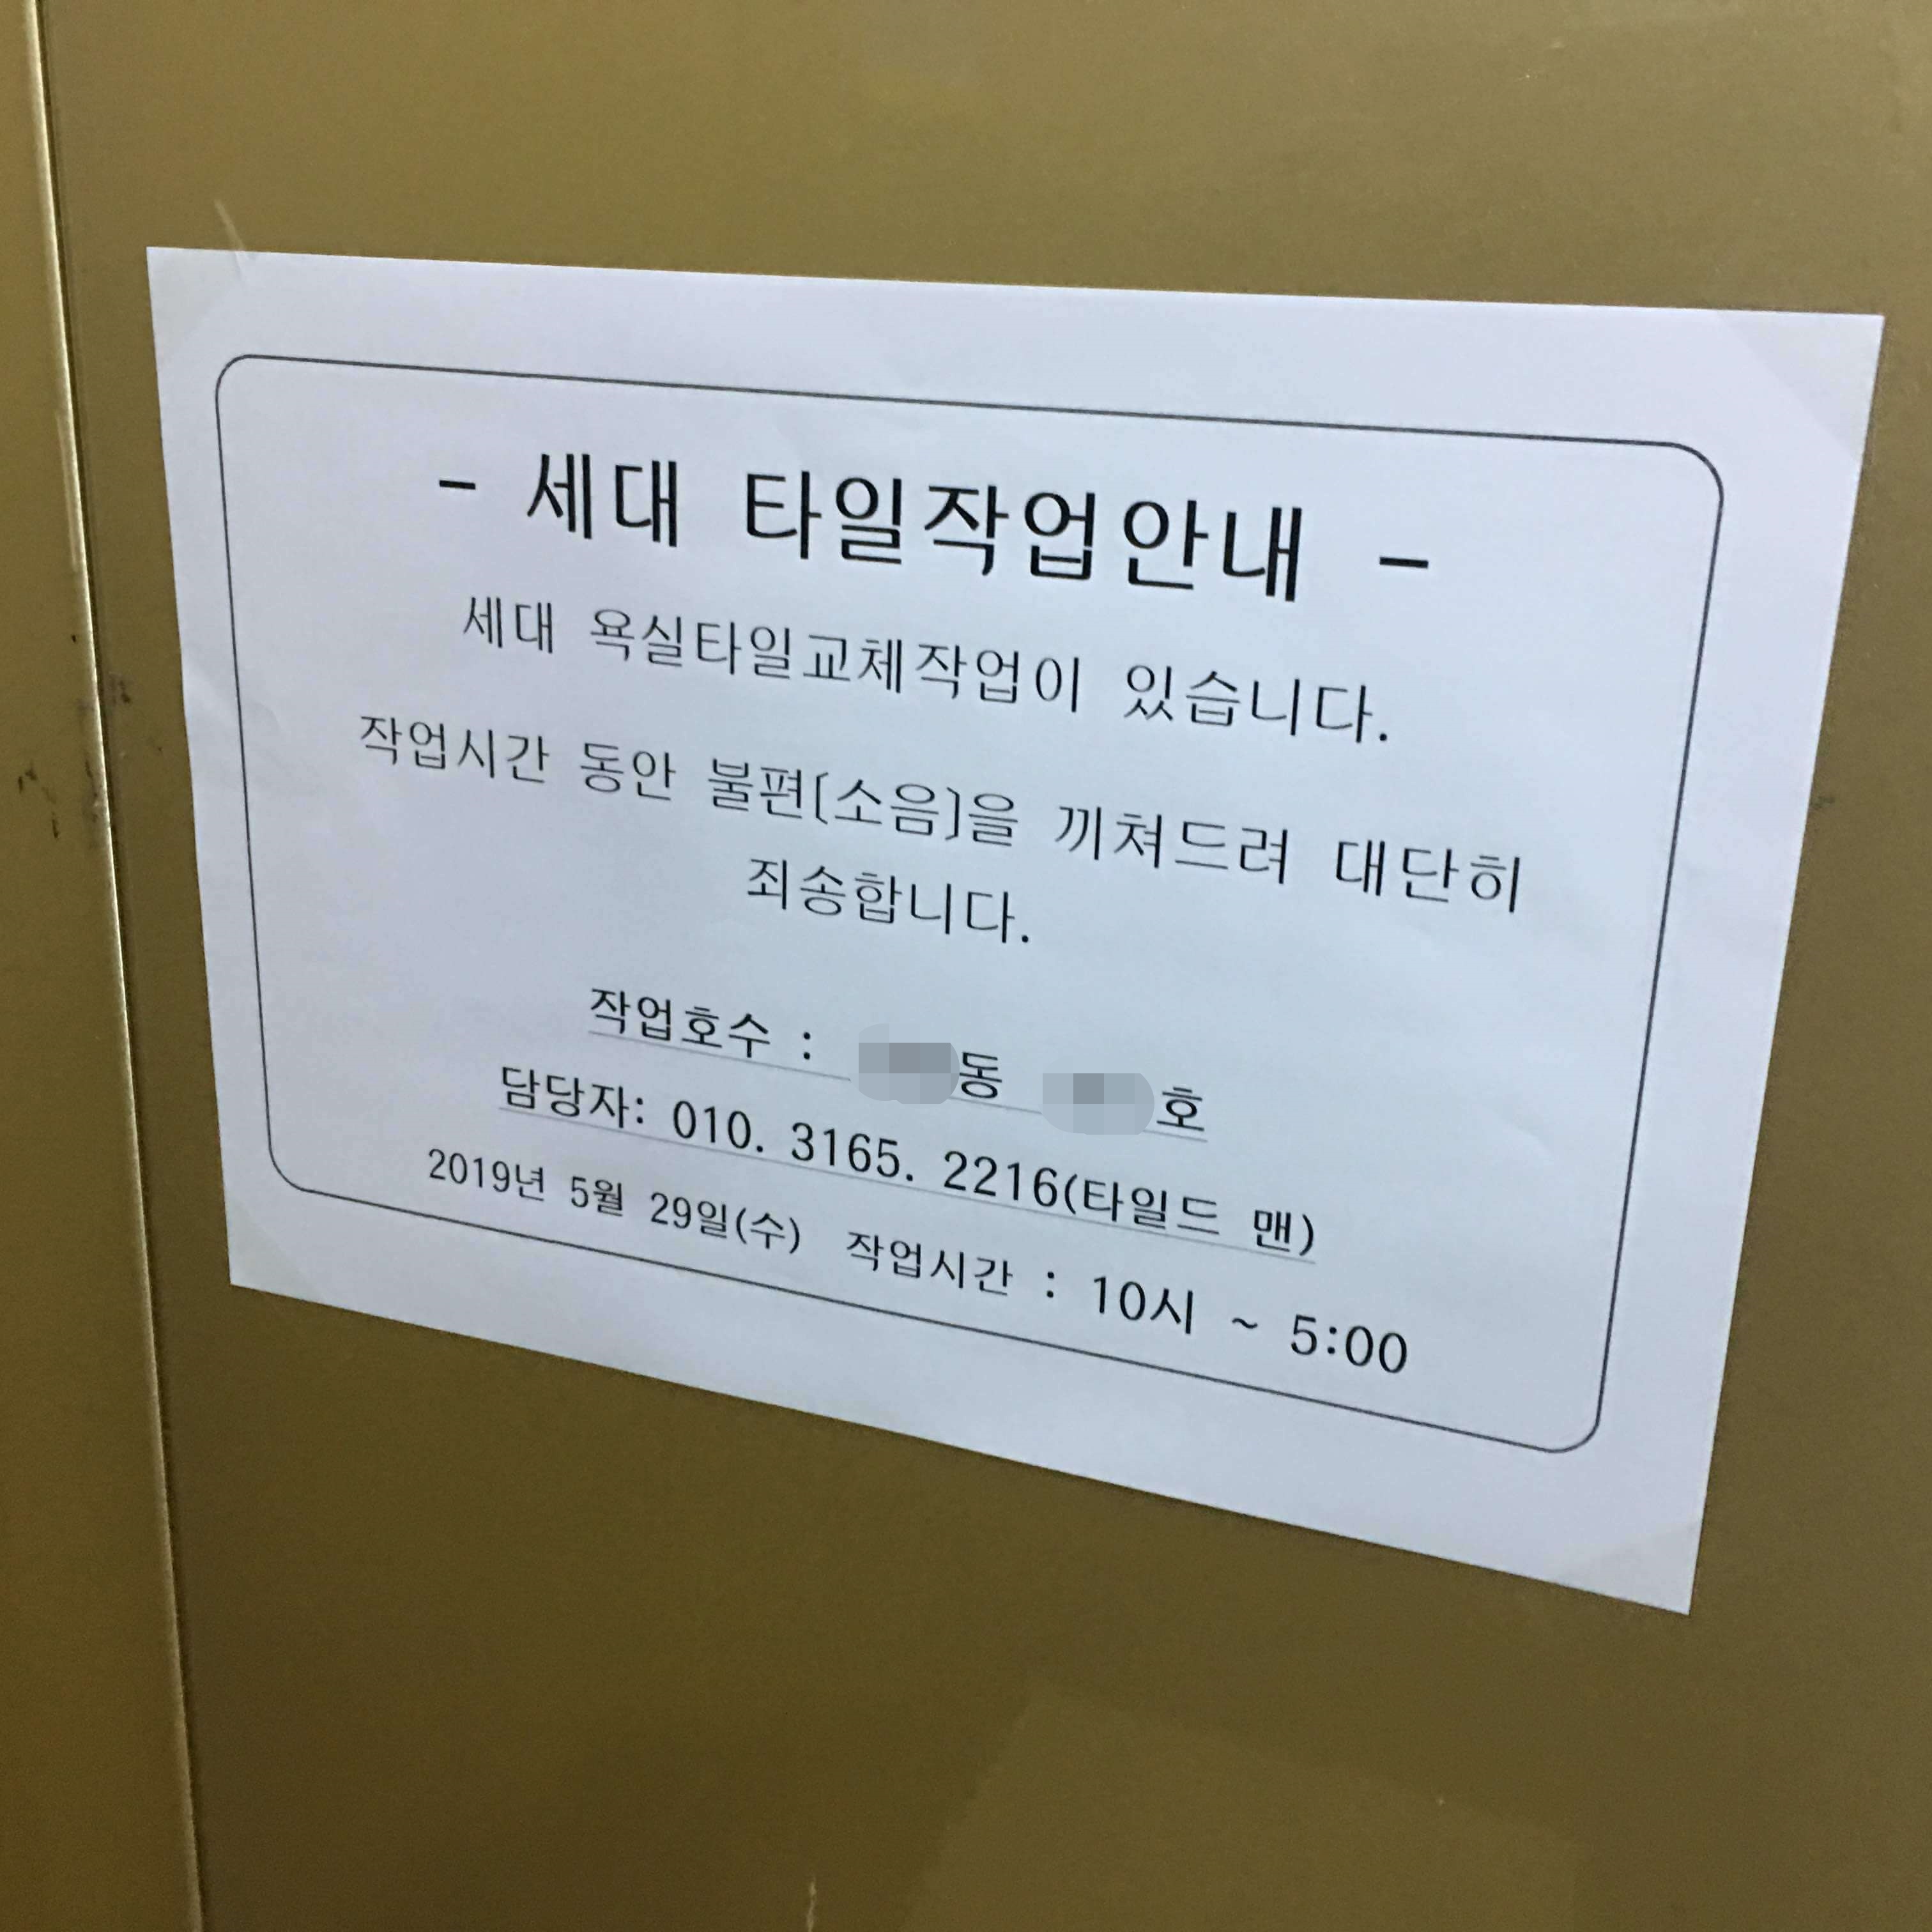 - 세대 타일작업안내 -
세대 욕실타일교체작업이 있습니다.
작업시간 동안 불편[소음]을 끼쳐드려 대단히
죄송합니다.
작업호수 : 동 호
담당자: 010. 3165. 2216(타일드 맨)
2019년 5월 29일(수) 작업시간 : 10시 ~ 5:00